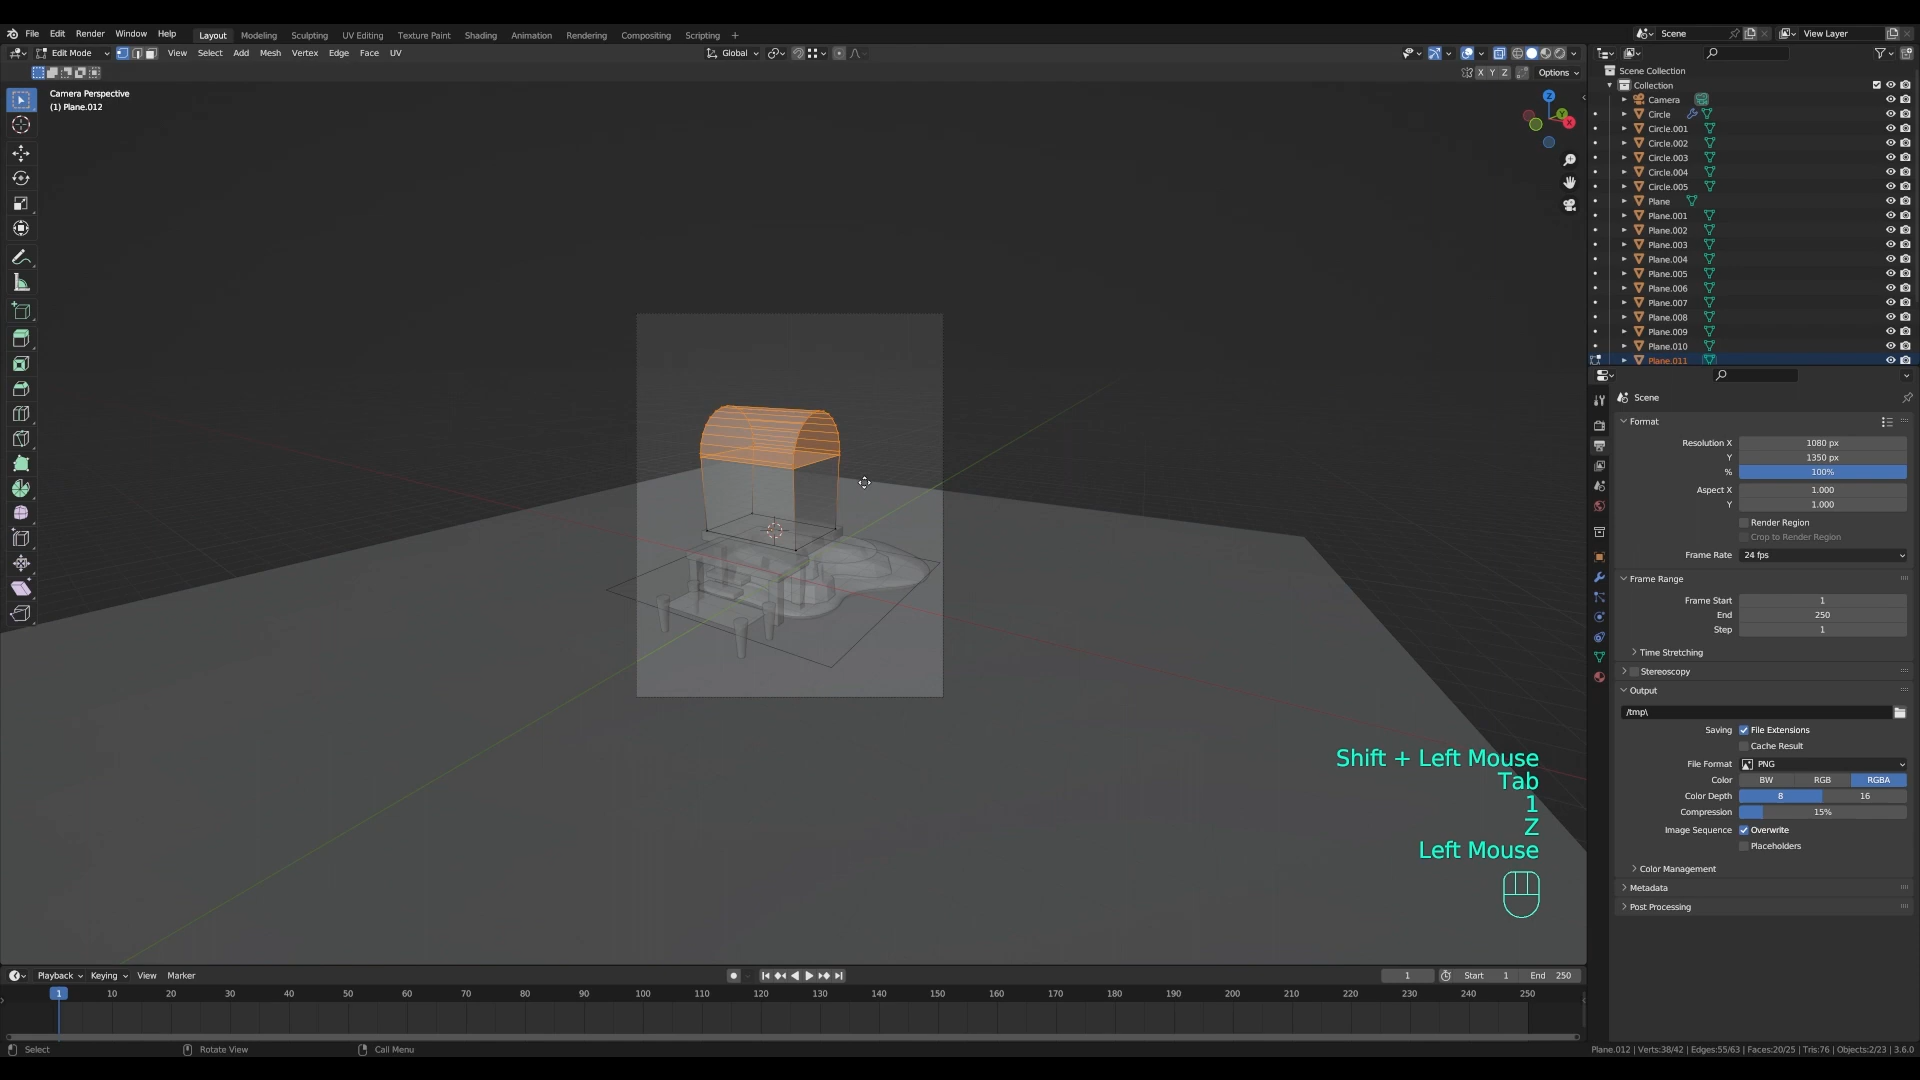 File Edit Render Window Help Layout Modeling Sculpting UV Editing Texture Paint Shading Animation Rendering Compositing Scripting + Scene View Layer
Edit Mode View Select Add Mesh Vertex Edge Face UV Global
X Y Z Options
Camera Perspective
(1) Plane.012
Z
Y
X
Scene Collection
Collection
Camera
Circle
Circle.001
Circle.002
Circle.003
Circle.004
Circle.005
Plane
Plane.001
Plane.002
Plane.003
Plane.004
Plane.005
Plane.006
Plane.007
Plane.008
Plane.009
Plane.010
Plane.011
Scene
Format
Resolution X 1080 px
Y 1350 px
% 100%
Aspect X 1.000
Y 1.000
Render Region
Crop to Render Region
Frame Rate 24 fps
Frame Range
Frame Start 1
End 250
Step 1
Time Stretching
Stereoscopy
Output
/tmp\
Saving File Extensions
Cache Result
File Format PNG
Color BW RGB RGBA
Color Depth 8 16
Compression 15%
Image Sequence Overwrite
Placeholders
Color Management
Metadata
Post Processing
Shift + Left Mouse
Tab
1
Z
Left Mouse
Playback Keying View Marker 1 Start 1 End 250
1 10 20 30 40 50 60 70 80 90 100 110 120 130 140 150 160 170 180 190 200 210 220 230 240 250
Select Rotate View Call Menu Plane.012 | Verts:38/42 | Edges:55/63 | Faces:20/25 | Tris:76 | Objects:2/23 | 3.6.0